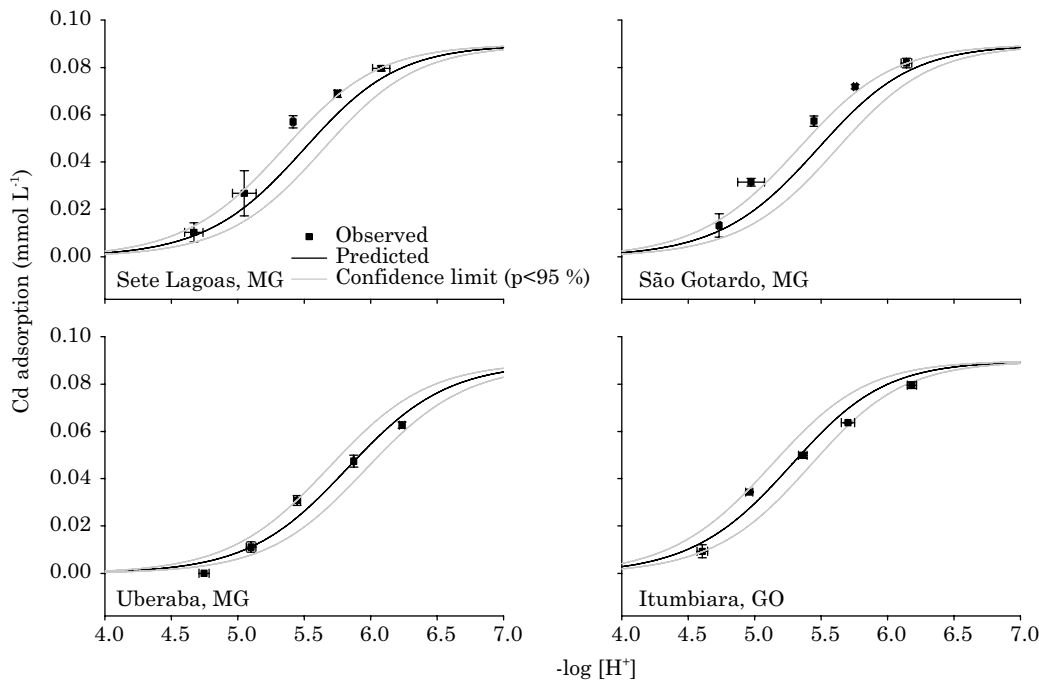 Cd adsorption (mmol L-1)
0.10
0.08
0.06
0.04
0.02
0.00
Observed
Predicted
Confidence limit (p<95 %)
Sete Lagoas, MG
São Gotardo, MG
0.10
0.08
0.06
0.04
0.02
0.00
Uberaba, MG
Itumbiara, GO
4.0 5.0 5.5 6.0 6.5 7.0
4.0 4.5 5.0 5.5 6.0 6.5 7.0
-log [H+]